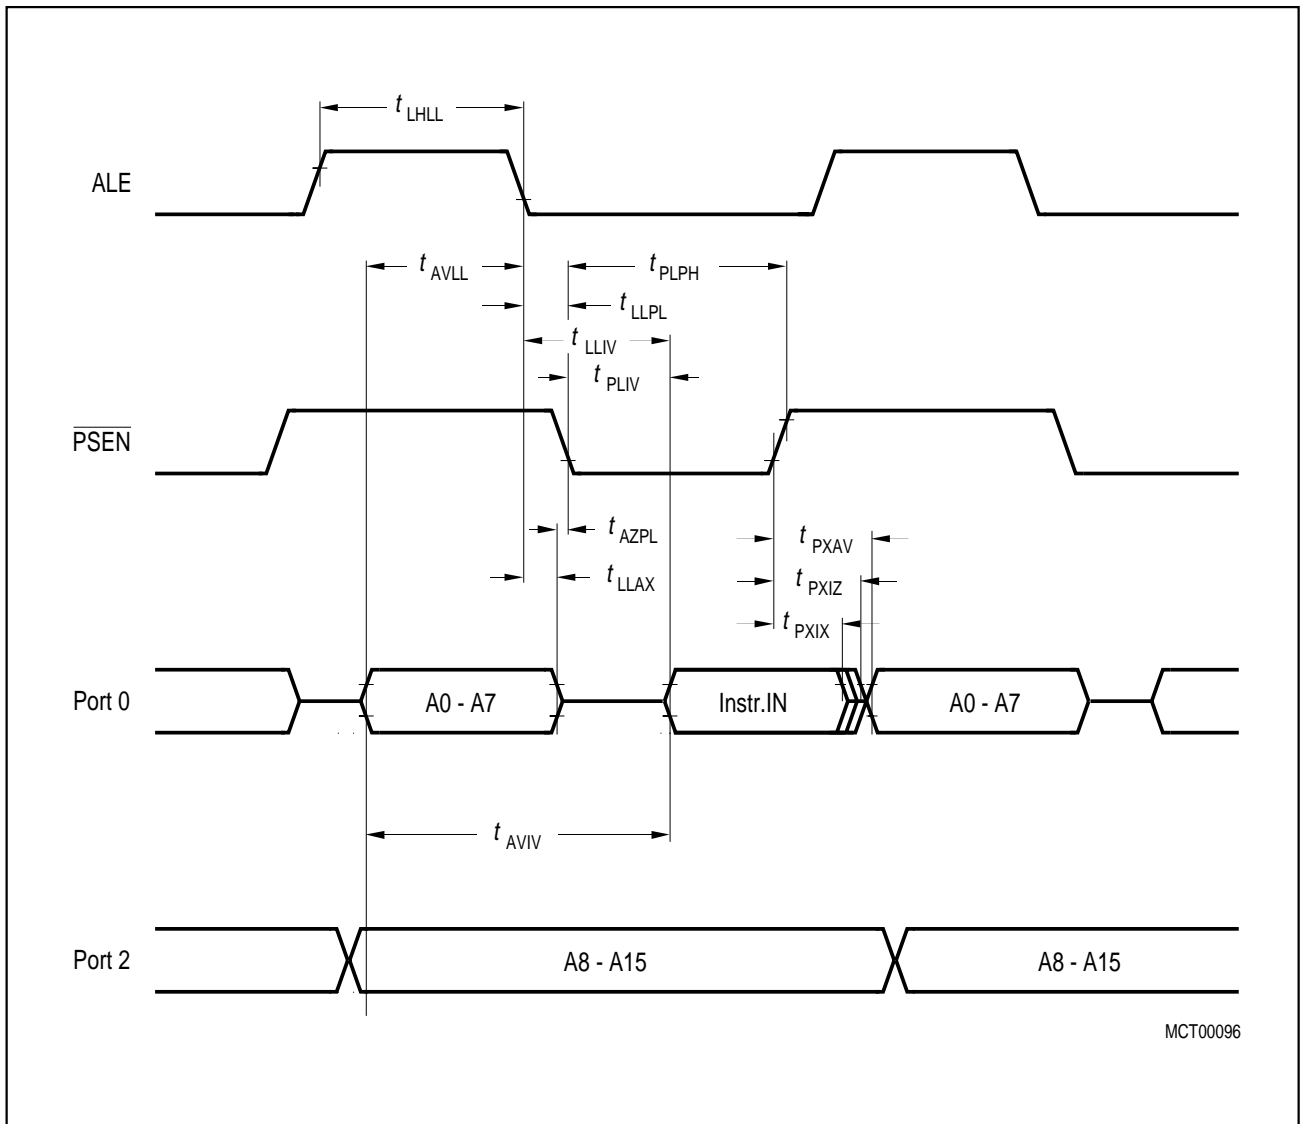 t LHLL
ALE
t AVLL
t PLPH
t LLPL
t LLIV
t PLIV
PSEN
t AZPL
t PXAV
t LLAX
t PXIZ
t PXIX
Port 0
A0 - A7
Instr.IN
A0 - A7
t AVIV
Port 2
A8 - A15
A8 - A15
MCT00096